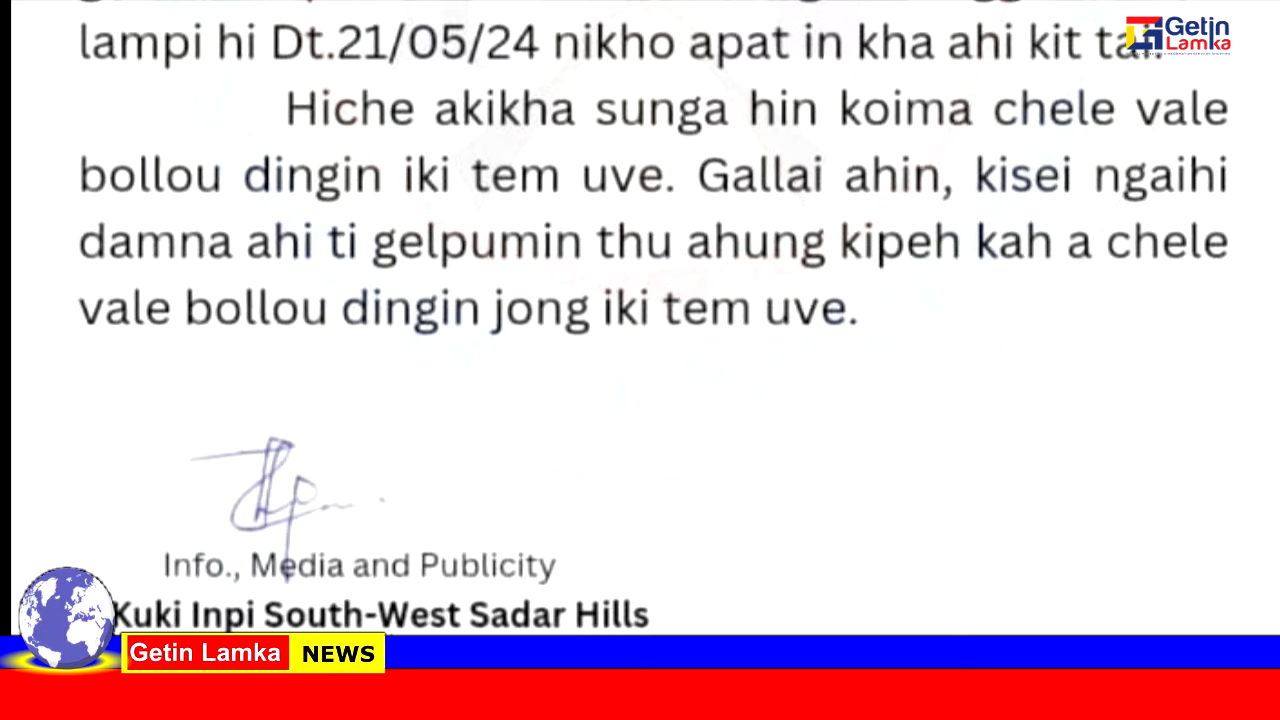 lampi hi Dt.21/05/24 nikho apat in kha ahi kit tai.
Hiche akikha sunga hin koima chele vale
bollou dingin iki tem uve. Gallai ahin, kisei ngaihi
damna ahi ti gelpumin thu ahung kipeh kah a chele
vale bollou dingin jong iki tem uve.
Info., Media and Publicity
Kuki Inpi South-West Sadar Hills
Getin Lamka NEWS
Getin
Lamka